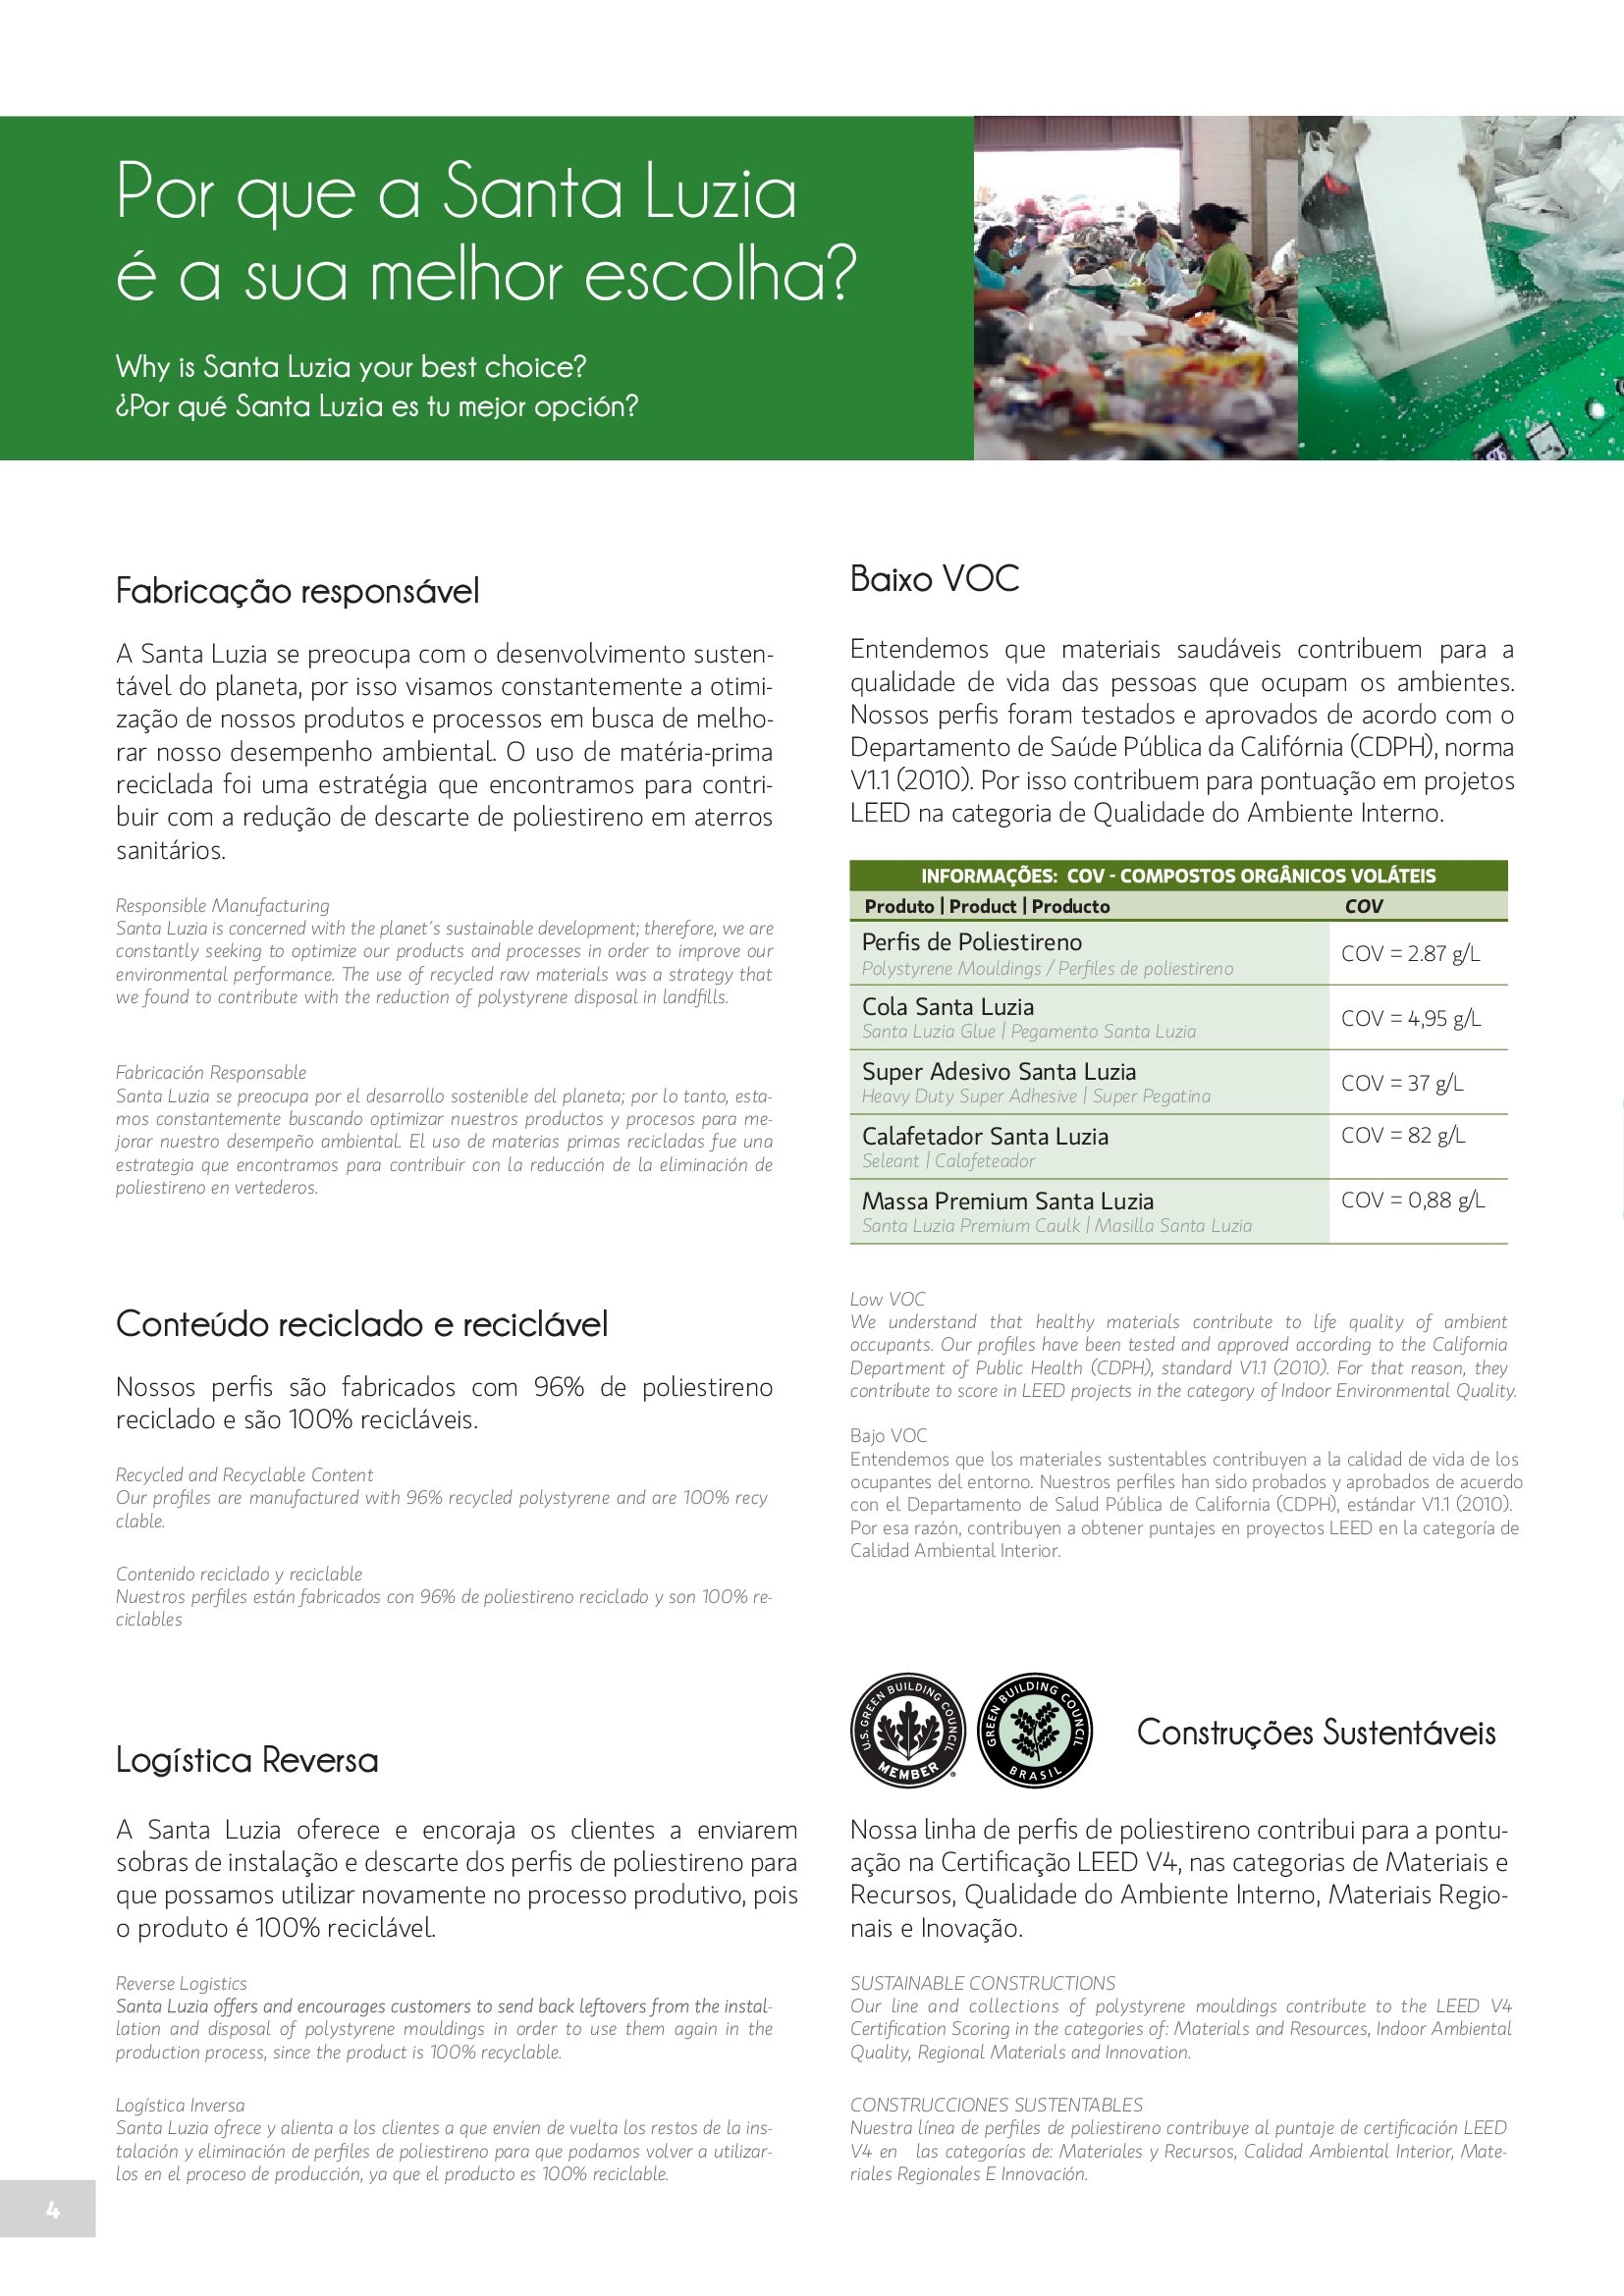 Por que a Santa Luzia
é a sua melhor escolha?
Why is Santa Luzia your best choice?
¿Por qué Santa Luzia es tu mejor opción?
Fabricação responsável
A Santa Luzia se preocupa com o desenvolvimento susten-
tável do planeta, por isso visamos constantemente a otimi-
zação de nossos produtos e processos em busca de melho-
rar nosso desempenho ambiental. O uso de matéria-prima
reciclada foi uma estratégia que encontramos para contri-
buir com a redução de descarte de poliestireno em aterros
sanitários.
Responsible Manufacturing
Santa Luzia is concerned with the planet´s sustainable development; therefore, we are
constantly seeking to optimize our products and processes in order to improve our
environmental performance. The use of recycled raw materials was a strategy that
we found to contribute with the reduction of polystyrene disposal in landfills.
Fabricación Responsable
Santa Luzia se preocupa por el desarrollo sostenible del planeta; por lo tanto, esta-
mos constantemente buscando optimizar nuestros productos y procesos para me-
jorar nuestro desempeño ambiental. El uso de materias primas recicladas fue una
estrategia que encontramos para contribuir con la reducción de la eliminación de
poliestireno en vertederos.
Conteúdo reciclado e reciclável
Nossos perfis são fabricados com 96% de poliestireno
reciclado e são 100% recicláveis.
Recycled and Recyclable Content
Our profiles are manufactured with 96% recycled polystyrene and are 100% recy
clable.
Contenido reciclado y reciclable
Nuestros perfiles están fabricados con 96% de poliestireno reciclado y son 100% re-
ciclables
Logística Reversa
A Santa Luzia oferece e encoraja os clientes a enviarem
sobras de instalação e descarte dos perfis de poliestireno para
que possamos utilizar novamente no processo produtivo, pois
o produto é 100% reciclável.
Reverse Logistics
Santa Luzia offers and encourages customers to send back leftovers from the instal-
lation and disposal of polystyrene mouldings in order to use them again in the
production process, since the product is 100% recyclable.
Logística Inversa
Santa Luzia ofrece y alienta a los clientes a que envíen de vuelta los restos de la ins-
talación y eliminación de perfiles de poliestireno para que podamos volver a utilizar-
los en el proceso de producción, ya que el producto es 100% reciclable.
Baixo VOC
Entendemos que materiais saudáveis contribuem para a
qualidade de vida das pessoas que ocupam os ambientes.
Nossos perfis foram testados e aprovados de acordo com o
Departamento de Saúde Pública da Califórnia (CDPH), norma
V1.1 (2010). Por isso contribuem para pontuação em projetos
LEED na categoria de Qualidade do Ambiente Interno.
INFORMAÇÕES: COV - COMPOSTOS ORGÂNICOS VOLÁTEIS
Produto | Product | Producto COV
Perfis de Poliestireno
Polystyrene Mouldings / Perfiles de poliestireno
COV = 2.87 g/L
Cola Santa Luzia
Santa Luzia Glue | Pegamento Santa Luzia
COV = 4,95 g/L
Super Adesivo Santa Luzia
Heavy Duty Super Adhesive | Super Pegatina
COV = 37 g/L
Calafetador Santa Luzia
Seleant | Calafeteador
COV = 82 g/L
Massa Premium Santa Luzia
Santa Luzia Premium Caulk | Masilla Santa Luzia
COV = 0,88 g/L
Low VOC
We understand that healthy materials contribute to life quality of ambient
occupants. Our profiles have been tested and approved according to the California
Department of Public Health (CDPH), standard V1.1 (2010). For that reason, they
contribute to score in LEED projects in the category of Indoor Environmental Quality.
Bajo VOC
Entendemos que los materiales sustentables contribuyen a la calidad de vida de los
ocupantes del entorno. Nuestros perfiles han sido probados y aprobados de acuerdo
con el Departamento de Salud Pública de California (CDPH), estándar V1.1 (2010).
Por esa razón, contribuyen a obtener puntajes en proyectos LEED en la categoría de
Calidad Ambiental Interior.
U.S. GREEN BUILDING COUNCIL
MEMBER
®
GREEN BUILDING COUNCIL
BRASIL
Construções Sustentáveis
Nossa linha de perfis de poliestireno contribui para a pontu-
ação na Certificação LEED V4, nas categorias de Materiais e
Recursos, Qualidade do Ambiente Interno, Materiais Regio-
nais e Inovação.
SUSTAINABLE CONSTRUCTIONS
Our line and collections of polystyrene mouldings contribute to the LEED V4
Certification Scoring in the categories of: Materials and Resources, Indoor Ambiental
Quality, Regional Materials and Innovation.
CONSTRUCCIONES SUSTENTABLES
Nuestra línea de perfiles de poliestireno contribuye al puntaje de certificación LEED
V4 en las categorías de: Materiales y Recursos, Calidad Ambiental Interior, Mate-
riales Regionales E Innovación.
4